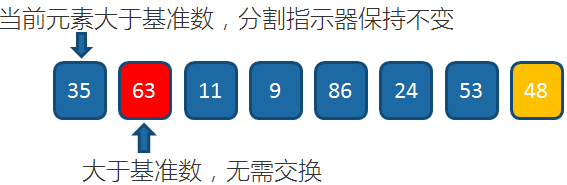 当前元素大于基准数，分割指示器保持不变
35 63 11 9 86 24 53 48
大于基准数，无需交换